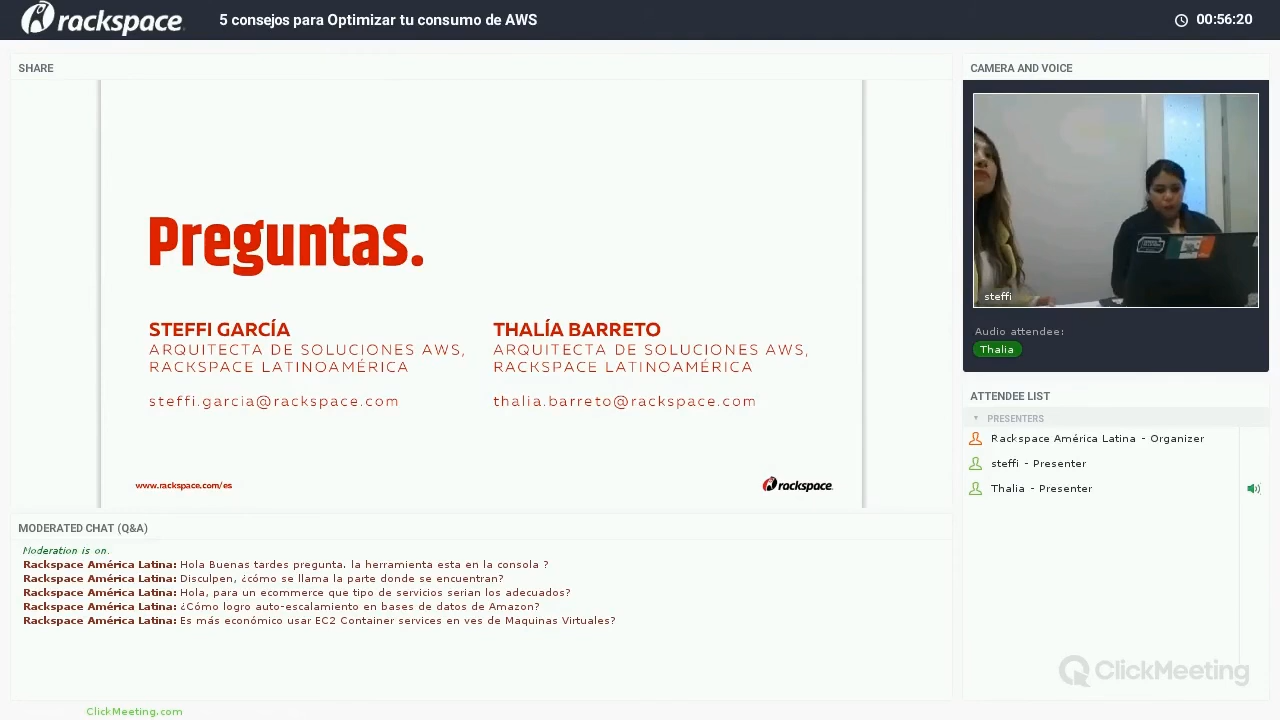 rackspace
5 consejos para Optimizar tu consumo de AWS
00:56:20
SHARE
Preguntas.
STEFFI GARCÍA
ARQUITECTA DE SOLUCIONES AWS,
RACKSPACE LATINOAMÉRICA
steffi.garcia@rackspace.com
THALÍA BARRETO
ARQUITECTA DE SOLUCIONES AWS,
RACKSPACE LATINOAMÉRICA
thalia.barreto@rackspace.com
www.rackspace.com/es
rackspace
MODERATED CHAT (Q&A)
Moderation is on.
Rackspace América Latina: Hola Buenas tardes pregunta. la herramienta esta en la consola ?
Rackspace América Latina: Disculpen, ¿cómo se llama la parte donde se encuentran?
Rackspace América Latina: Hola, para un ecommerce que tipo de servicios serian los adecuados?
Rackspace América Latina: ¿Cómo logro auto-escalamiento en bases de datos de Amazon?
Rackspace América Latina: Es más económico usar EC2 Container services en ves de Maquinas Virtuales?
CAMERA AND VOICE
steffi
Audio attendee:
Thalia
ATTENDEE LIST
PRESENTERS
Rackspace América Latina - Organizer
steffi - Presenter
Thalia - Presenter
ClickMeeting
ClickMeeting.com